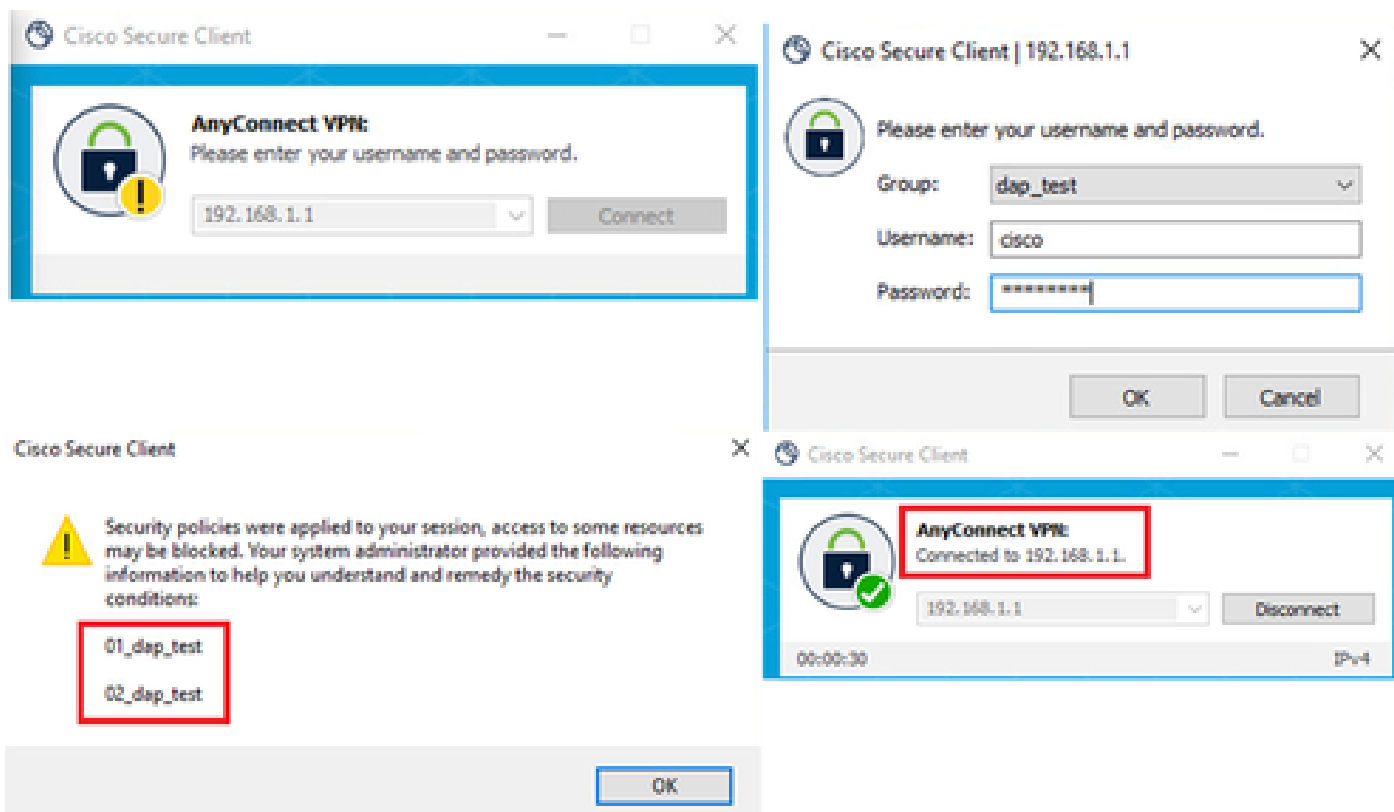 Cisco Secure Client
AnyConnect VPN:
Please enter your username and password.
192.168.1.1
Connect
Cisco Secure Client | 192.168.1.1
Please enter your username and password.
Group:
dap_test
Username:
cisco
Password:
********
OK
Cancel
Cisco Secure Client
Security policies were applied to your session, access to some resources
may be blocked. Your system administrator provided the following
information to help you understand and remedy the security
conditions:
01_dap_test
02_dap_test
OK
Cisco Secure Client
AnyConnect VPN:
Connected to 192.168.1.1.
192.168.1.1
Disconnect
00:00:30
IPv4